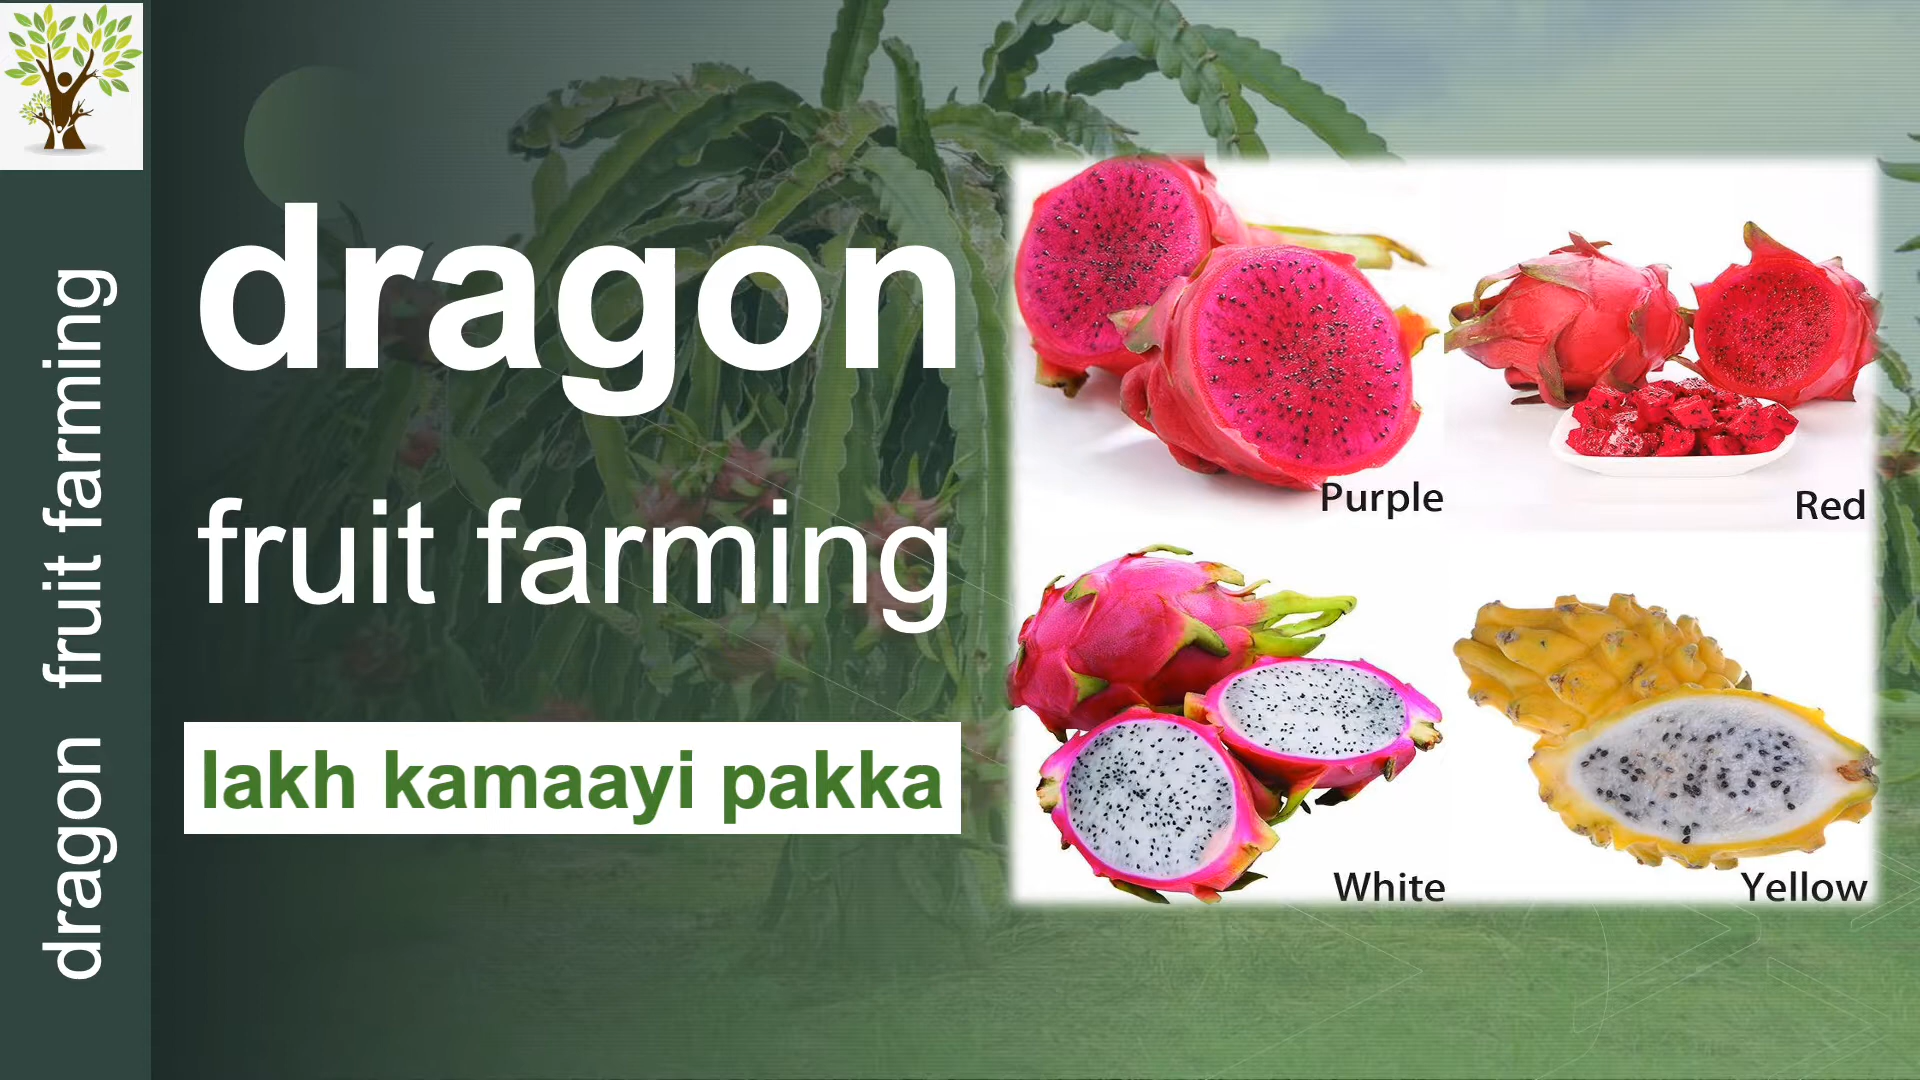 dragon fruit farming
dragon
fruit farming
lakh kamaayi pakka
Purple
Red
White
Yellow